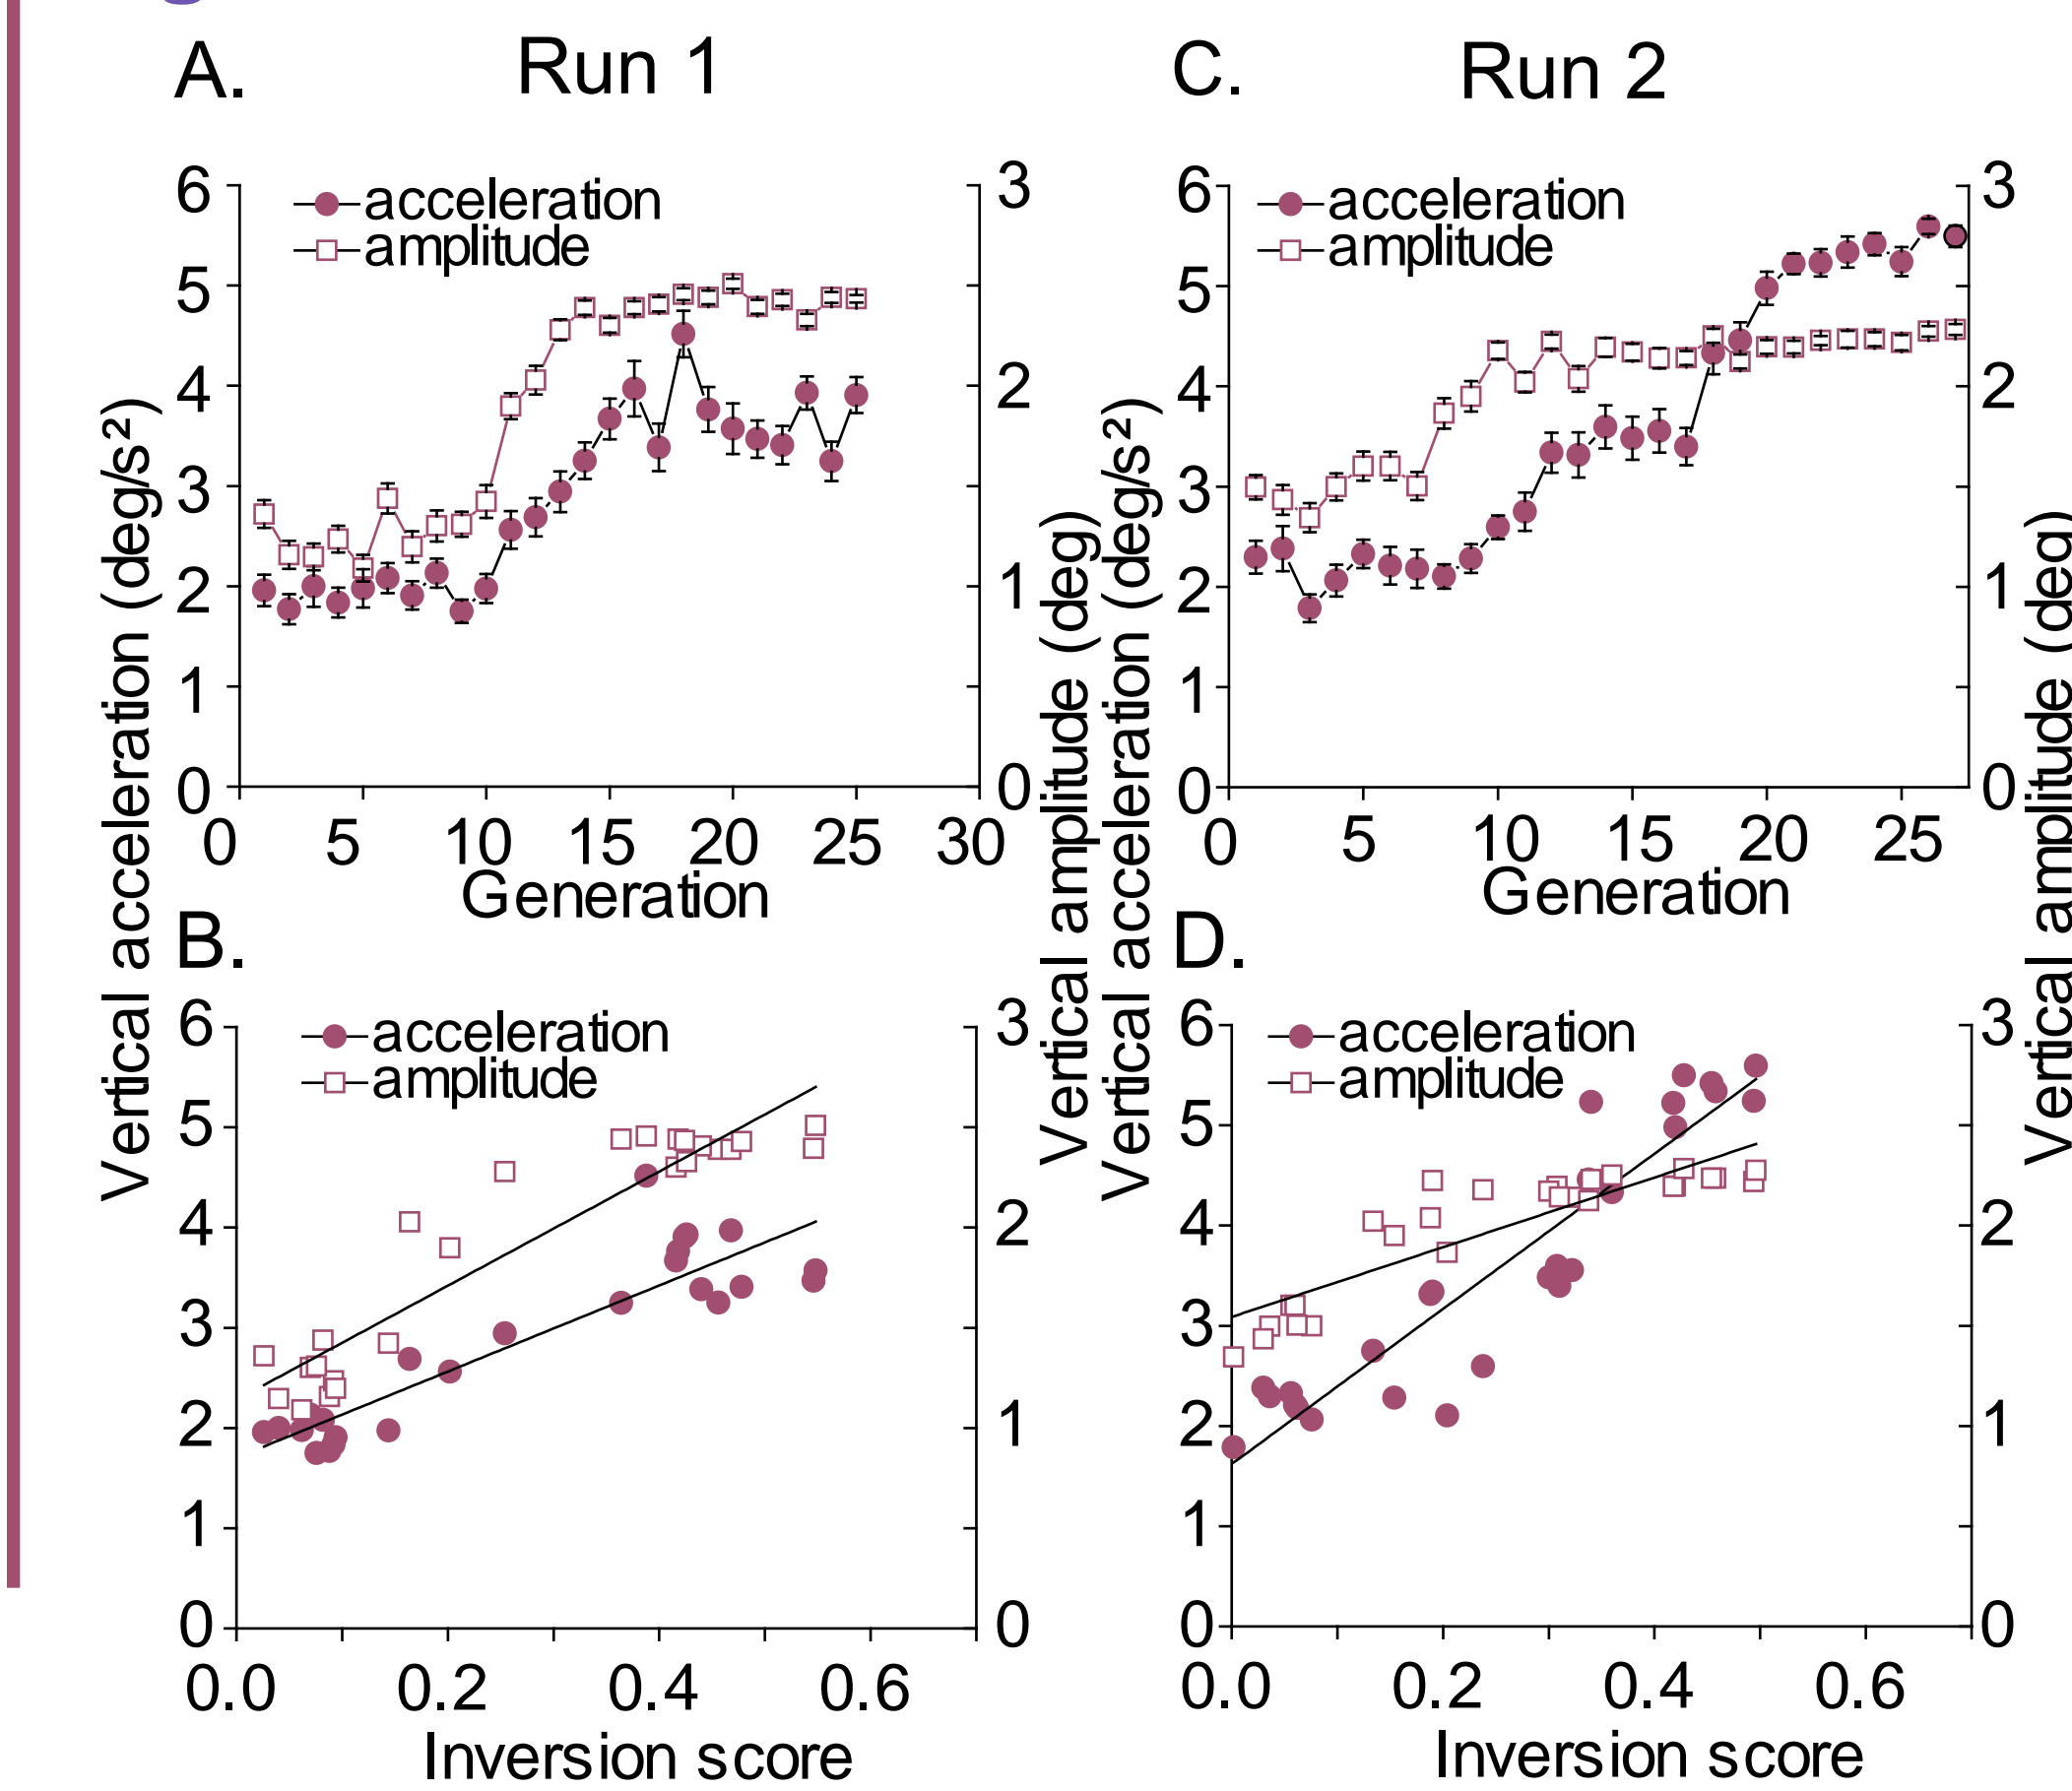 A.
Run 1
6
5
4
3
2
1
0
acceleration
amplitude
3
2
1
0
0 5 10 15 20 25 30
Generation
Vertical acceleration (deg/s²)
Vertical amplitude (deg)
B.
6
5
4
3
2
1
0
acceleration
amplitude
3
2
1
0
0.0 0.2 0.4 0.6
Inversion score
C.
Run 2
6
5
4
3
2
1
0
acceleration
amplitude
3
2
1
0
0 5 10 15 20 25
Generation
Vertical acceleration (deg/s²)
Vertical amplitude (deg)
D.
6
5
4
3
2
1
0
acceleration
amplitude
3
2
1
0
0.0 0.2 0.4 0.6
Inversion score